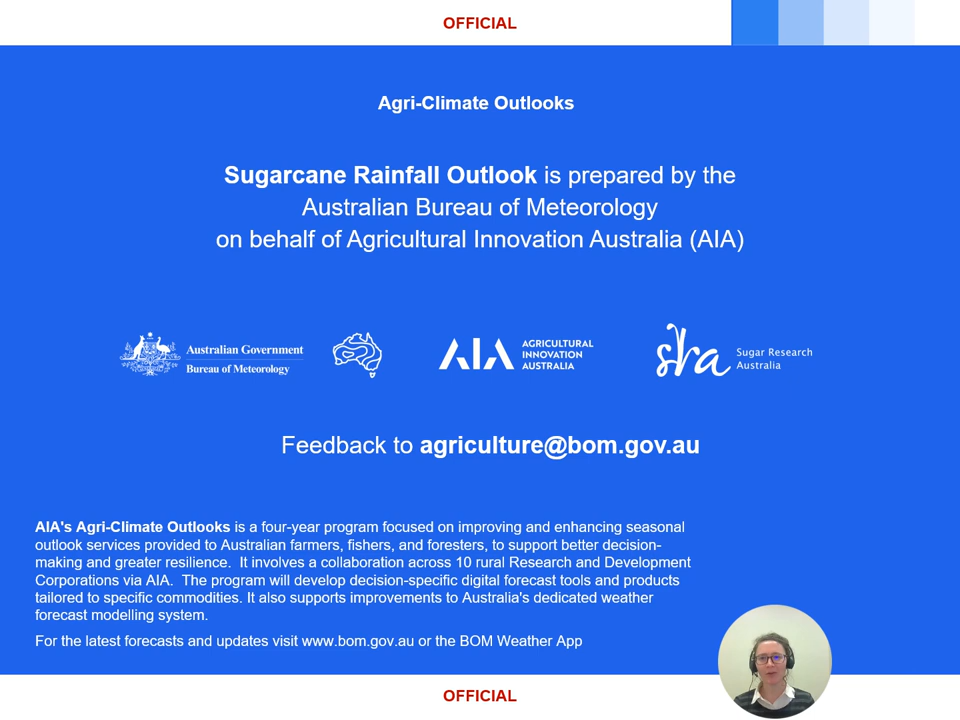 OFFICIAL
Agri-Climate Outlooks
Sugarcane Rainfall Outlook is prepared by the
Australian Bureau of Meteorology
on behalf of Agricultural Innovation Australia (AIA)
Australian Government
Bureau of Meteorology
AIA
AGRICULTURAL
INNOVATION
AUSTRALIA
sra
Sugar Research
Australia
Feedback to agriculture@bom.gov.au
AIA's Agri-Climate Outlooks is a four-year program focused on improving and enhancing seasonal
outlook services provided to Australian farmers, fishers, and foresters, to support better decision-
making and greater resilience.  It involves a collaboration across 10 rural Research and Development
Corporations via AIA.  The program will develop decision-specific digital forecast tools and products
tailored to specific commodities. It also supports improvements to Australia's dedicated weather
forecast modelling system.
For the latest forecasts and updates visit www.bom.gov.au or the BOM Weather App
OFFICIAL